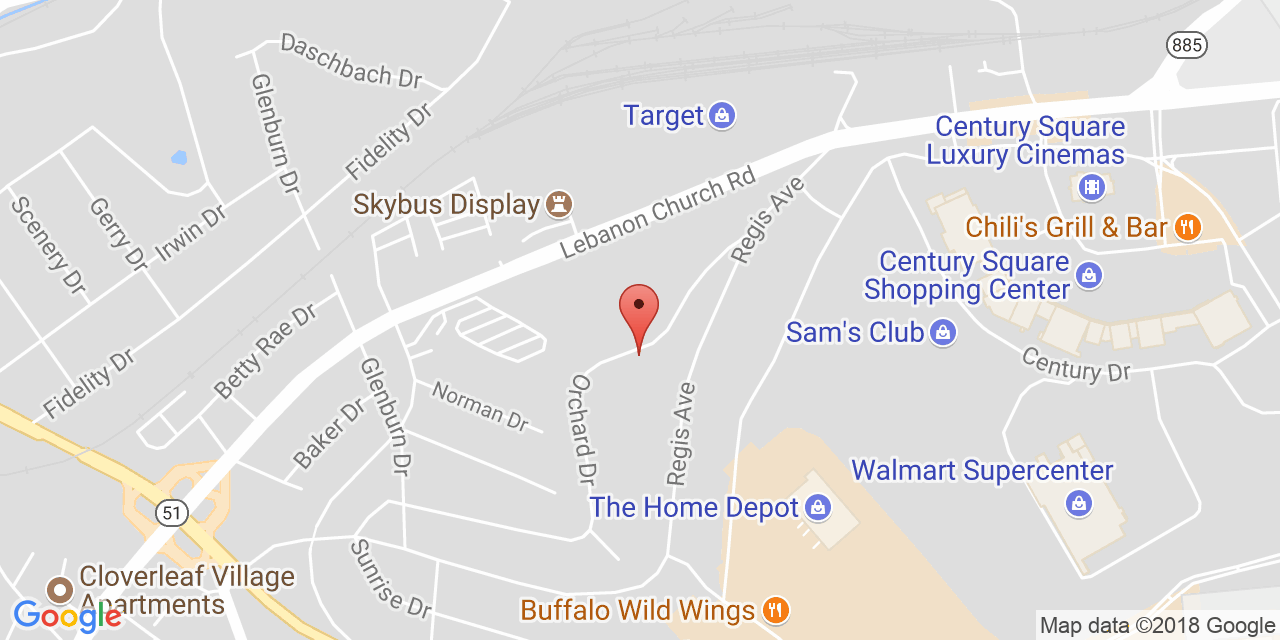 885
Daschbach Dr
Glenburn Dr
Fidelity Dr
Target
Century Square
Luxury Cinemas
Lebanon Church Rd
Regis Ave
Skybus Display
Scenery Dr
Gerry Dr
Irwin Dr
Chili's Grill & Bar
Century Square
Shopping Center
Sam's Club
Betty Rae Dr
Fidelity Dr
Century Dr
Glenburn Dr
Norman Dr
Orchard Dr
Regis Ave
Baker Dr
Walmart Supercenter
The Home Depot
51
Sunrise Dr
Cloverleaf Village
Apartments
Google
Buffalo Wild Wings
Map data ©2018 Google